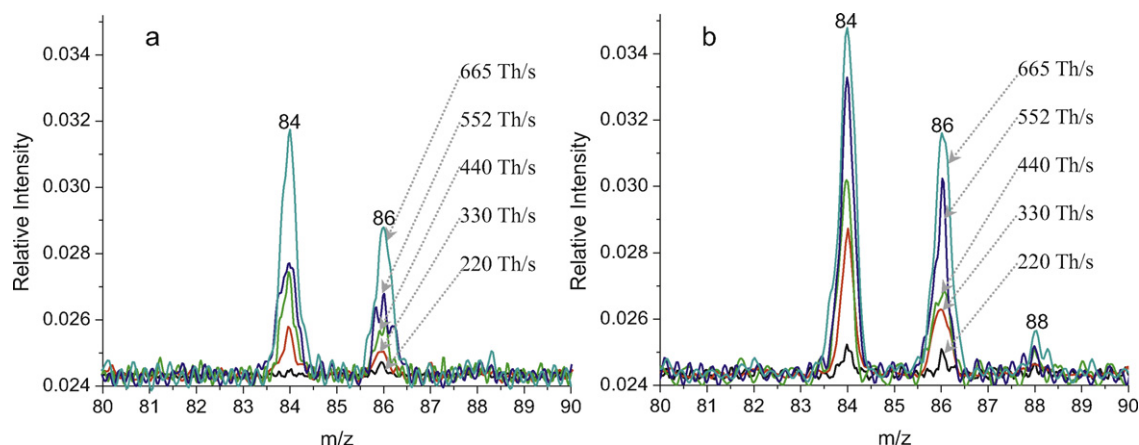 a
0.034
0.032
0.030
0.028
0.026
0.024
Relative Intensity
84
86
665 Th/s
552 Th/s
440 Th/s
330 Th/s
220 Th/s
80 81 82 83 84 85 86 87 88 89 90
m/z
b
0.034
0.032
0.030
0.028
0.026
0.024
Relative Intensity
84
86
88
665 Th/s
552 Th/s
440 Th/s
330 Th/s
220 Th/s
80 81 82 83 84 85 86 87 88 89 90
m/z